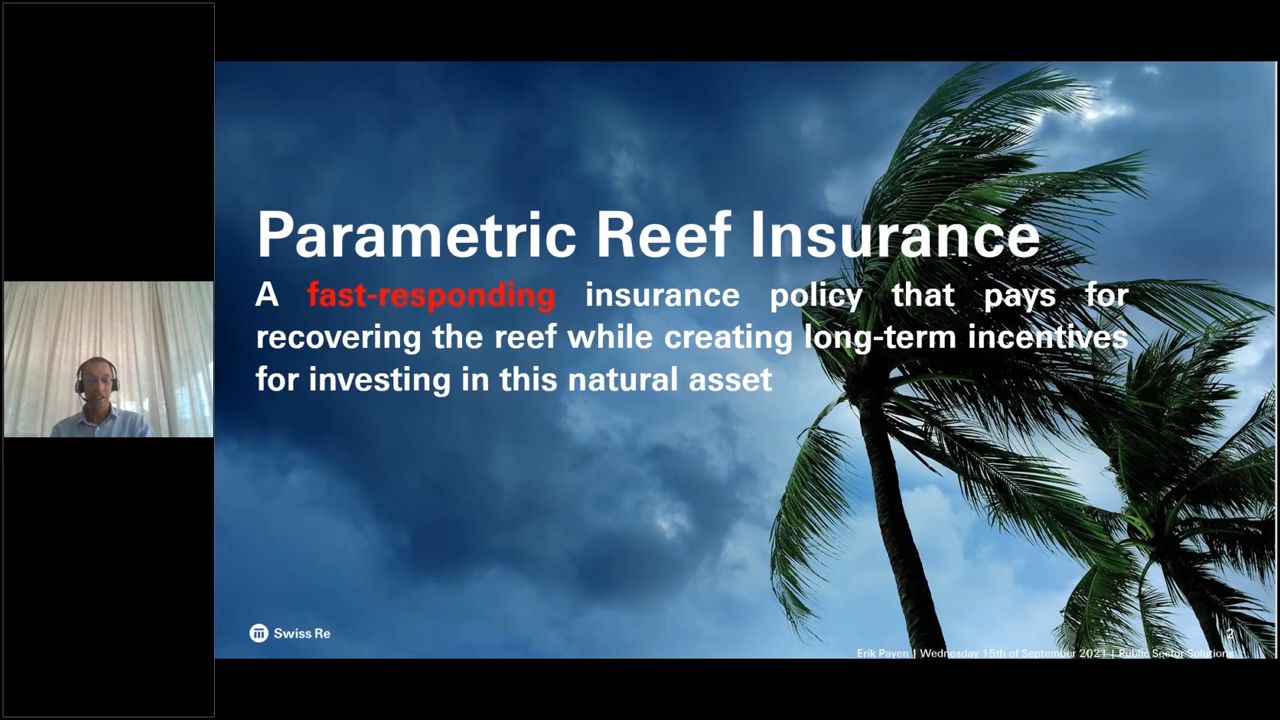 Parametric Reef Insurance
A fast-responding insurance policy that pays for
recovering the reef while creating long-term incentives
for investing in this natural asset
Swiss Re
2
Erik Payen | Wednesday 15th of September 2021 | Public Sector Solutions